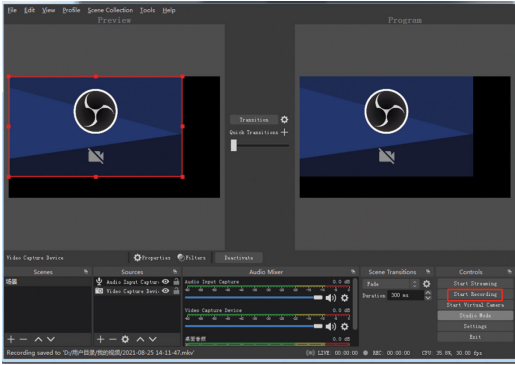 File Edit View Profile Scene Collection Tools Help
Preview Program
Transition
Quick Transitions
Video Capture Device Properties Filters Deactivate
Scenes Sources Audio Mixer Scene Transitions Controls
场景
Audio Input Captur
Video Capture Devi
Audio Input Capture 0.0 dB
Video Capture Device 0.0 dB
桌面音频 0.0 dB
Fade
Duration 300 ms
Start Streaming
Start Recording
Start Virtual Camera
Studio Mode
Settings
Exit
Recording saved to 'D:/用户目录/我的视频/2021-08-25 14-11-47.mkv' LIVE: 00:00:00 REC: 00:00:00 CPU: 35.8%, 30.00 fps